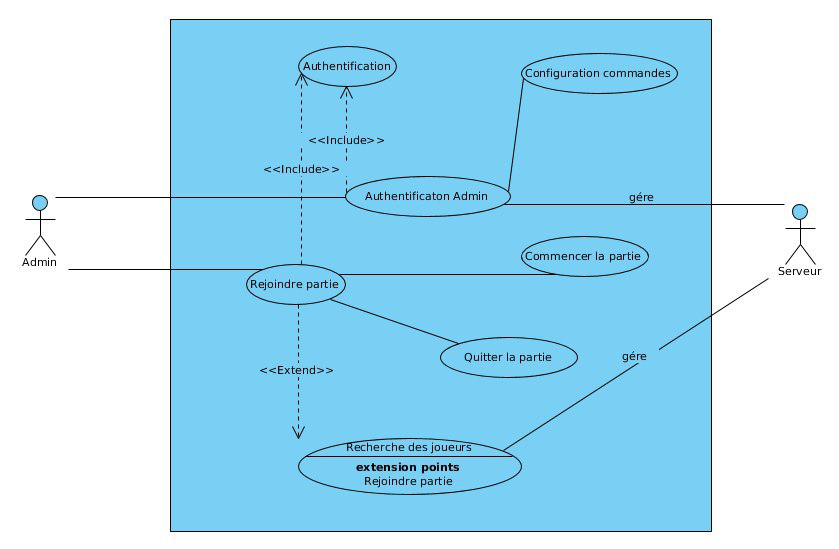 Authentification
Configuration commandes
<<Include>>
<<Include>>
Authentificaton Admin
gére
Admin
Serveur
Commencer la partie
Rejoindre partie
Quitter la partie
gére
<<Extend>>
Recherche des joueurs
extension points
Rejoindre partie